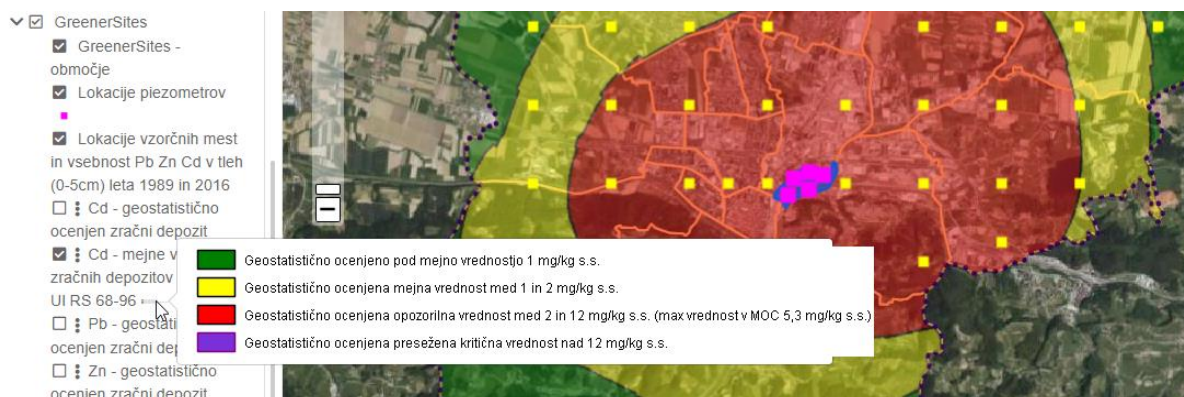 GreenerSites
GreenerSites -
območje
Lokacije piezometrov
Lokacije vzorčnih mest
in vsebnost Pb Zn Cd v tleh
(0-5cm) leta 1989 in 2016
Cd - geostatistično
ocenjen zračni depozit
Cd - mejne v
zračnih depozitov
UI RS 68-96
Pb - geostati
ocenjen zračni dep
Zn - geostatistično
ocenjen zračni depozit
Geostatistično ocenjeno pod mejno vrednostjo 1 mg/kg s.s.
Geostatistično ocenjena mejna vrednost med 1 in 2 mg/kg s.s.
Geostatistično ocenjena opozorilna vrednost med 2 in 12 mg/kg s.s. (max vrednost v MOC 5,3 mg/kg s.s.)
Geostatistično ocenjena presežena kritična vrednost nad 12 mg/kg s.s.